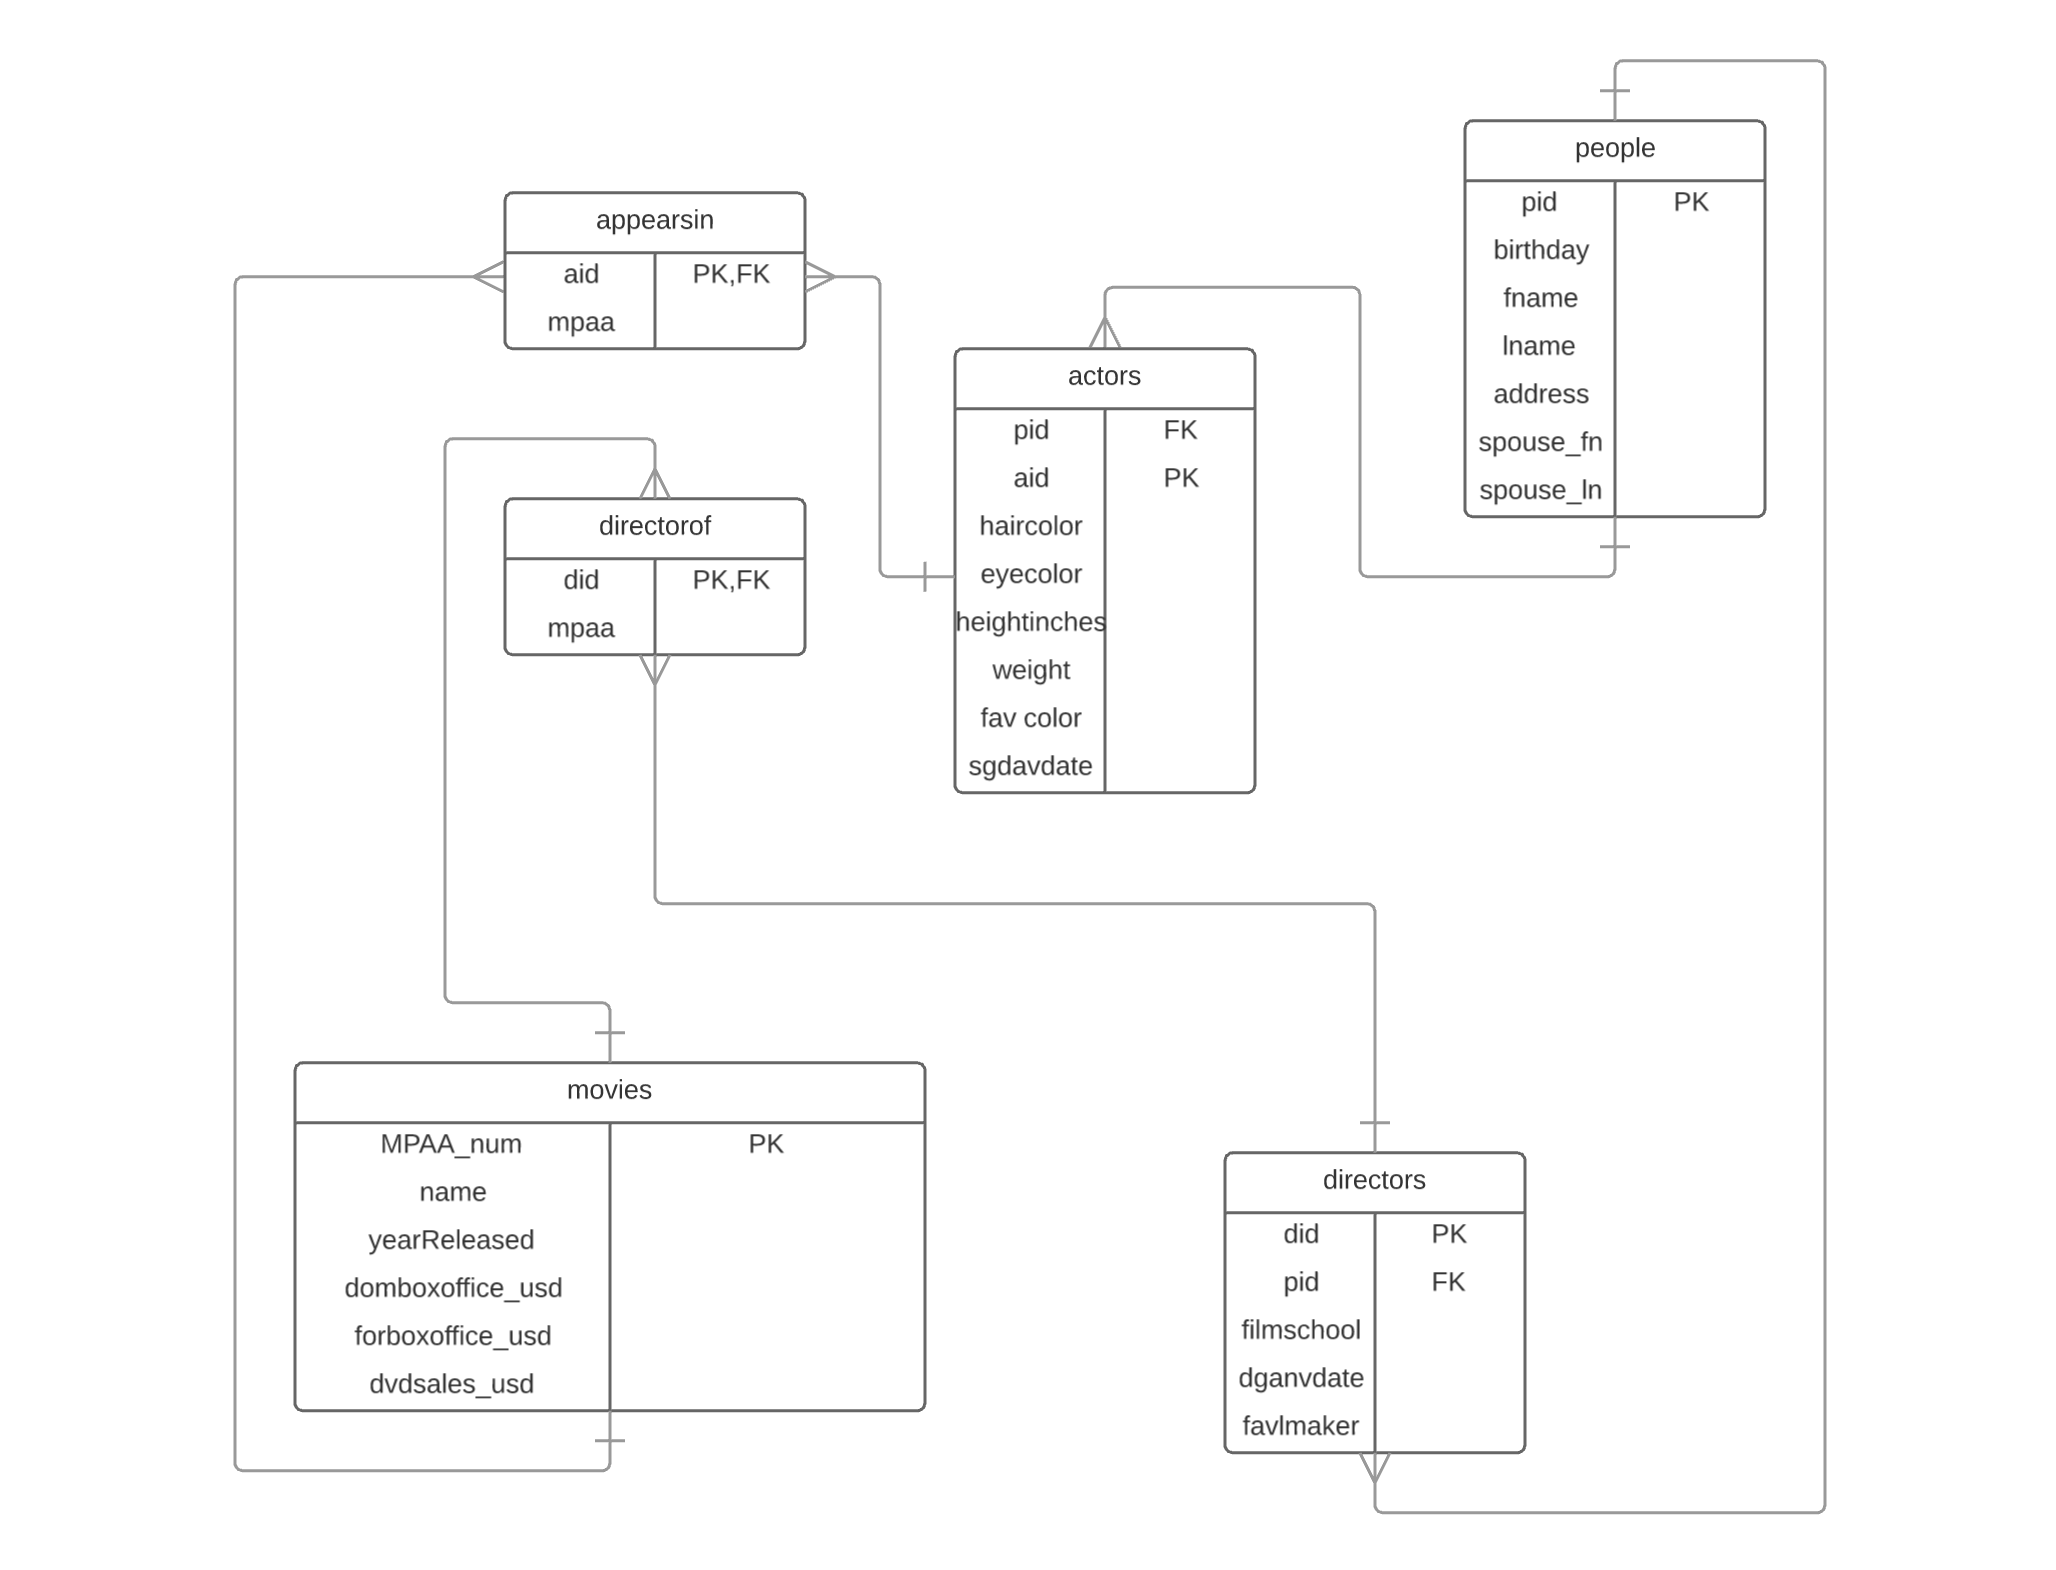 people
pid PK
birthday
fname
lname
address
spouse_fn
spouse_ln
appearsin
aid PK,FK
mpaa
actors
pid FK
aid PK
haircolor
eyecolor
heightinches
weight
fav color
sgdavdate
directorof
did PK,FK
mpaa
movies
MPAA_num PK
name
yearReleased
domboxoffice_usd
forboxoffice_usd
dvdsales_usd
directors
did PK
pid FK
filmschool
dganvdate
favlmaker